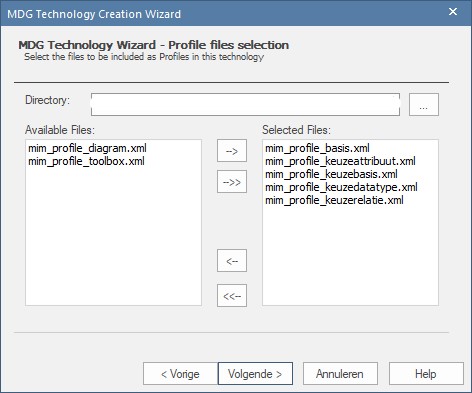 MDG Technology Creation Wizard
MDG Technology Wizard - Profile files selection
Select the files to be included as Profiles in this technology
Directory:
...
Available Files:
mim_profile_diagram.xml
mim_profile_toolbox.xml
-->
-->>
<--
<<--
Selected Files:
mim_profile_basis.xml
mim_profile_keuzeattribuut.xml
mim_profile_keuzebasis.xml
mim_profile_keuzedatatype.xml
mim_profile_keuzerelatie.xml
< Vorige
Volgende >
Annuleren
Help